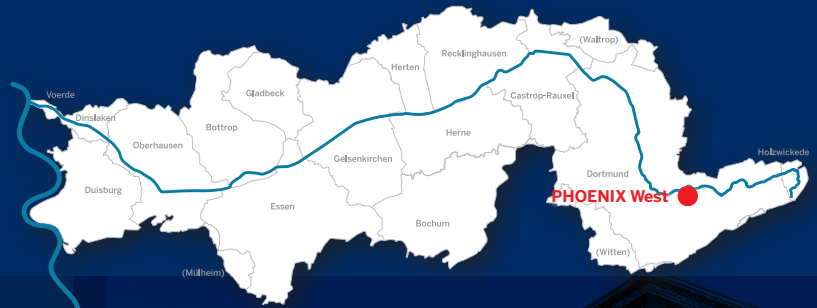 (Waltrop)
Recklinghausen
Herten
Gladbeck
Voerde
Castrop-Rauxel
Dinslaken
Bottrop
Herne
Oberhausen
Holzwickede
Gelsenkirchen
Dortmund
Duisburg
PHOENIX West
Essen
Bochum
(Witten)
(Mülheim)